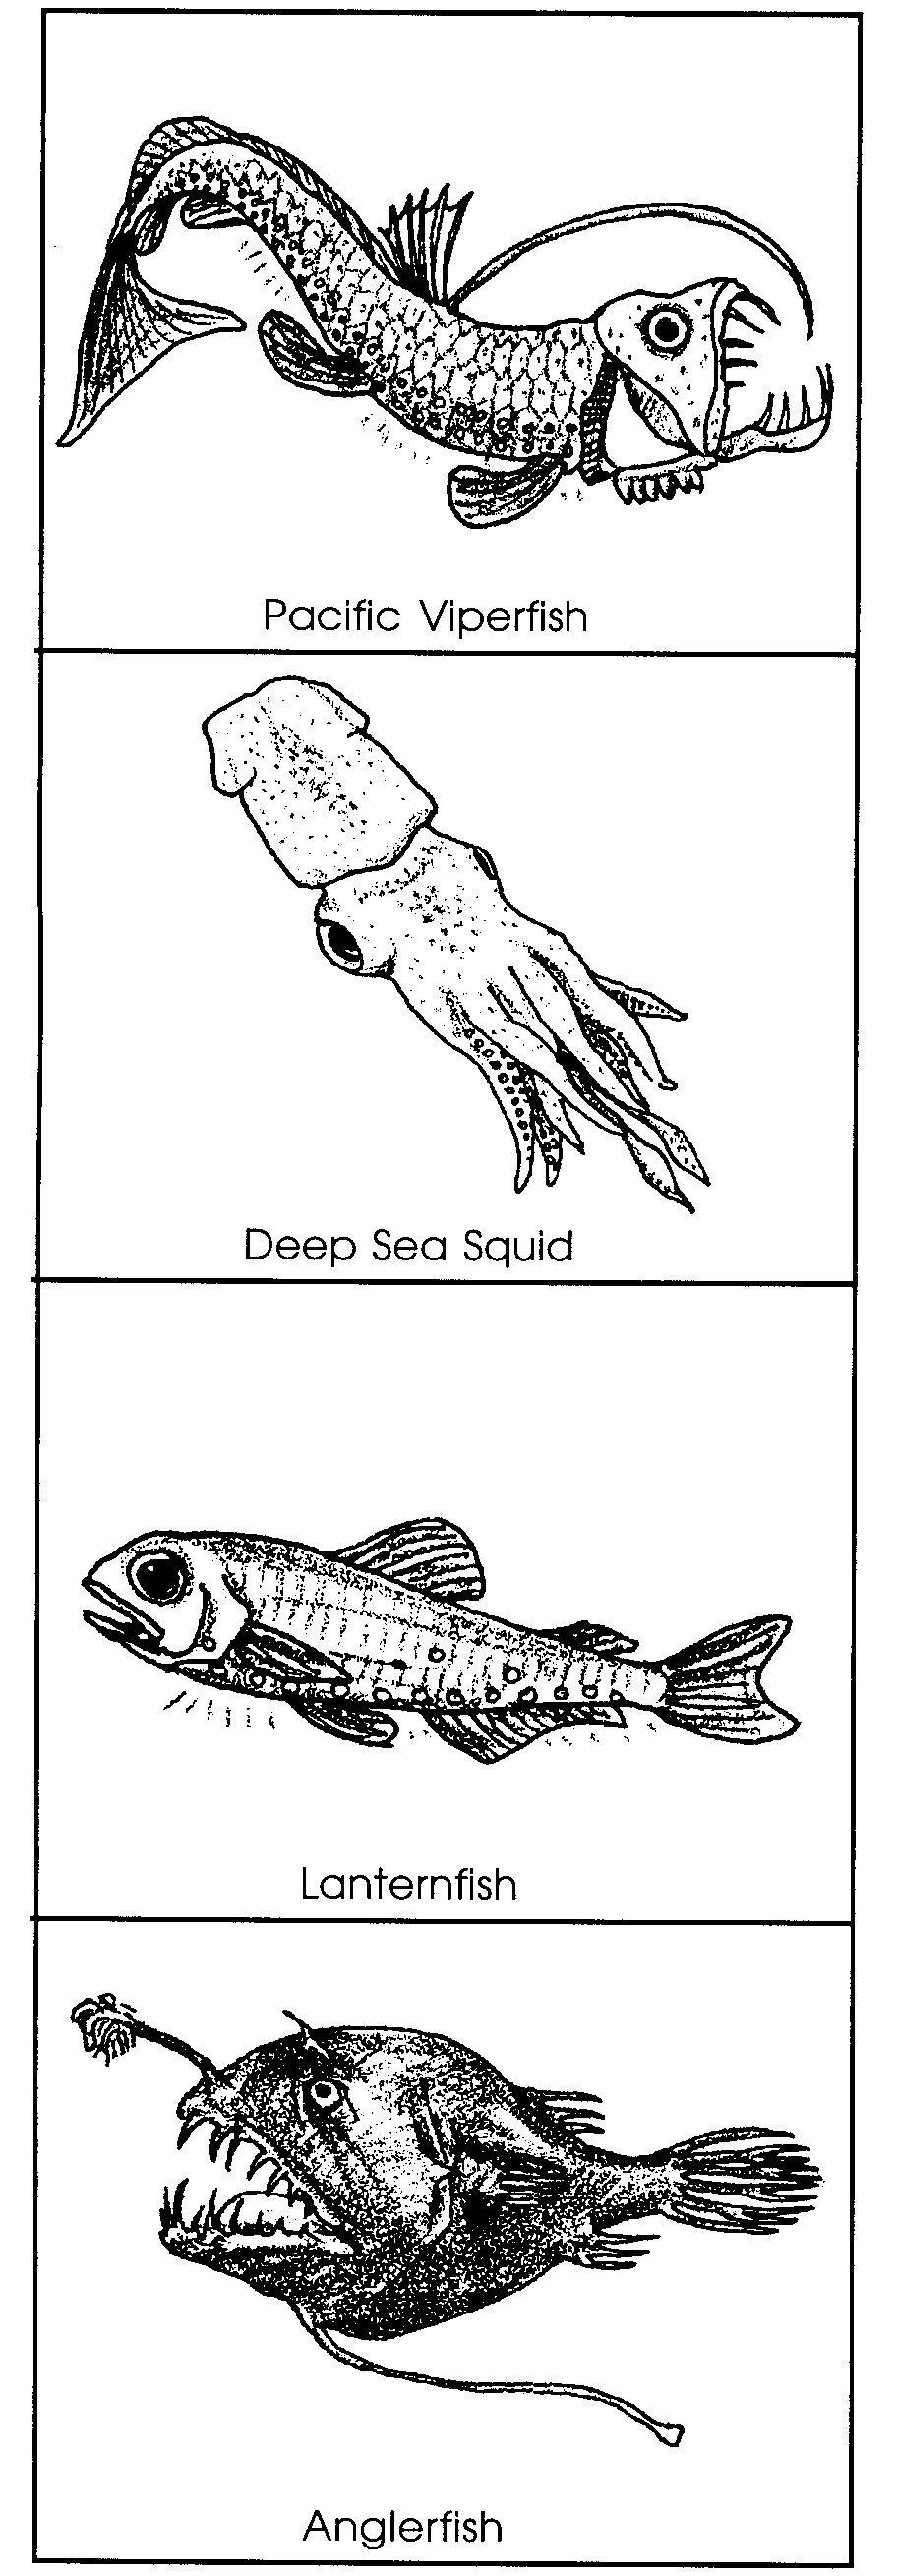 Pacific Viperfish
Deep Sea Squid
Lanternfish
Anglerfish